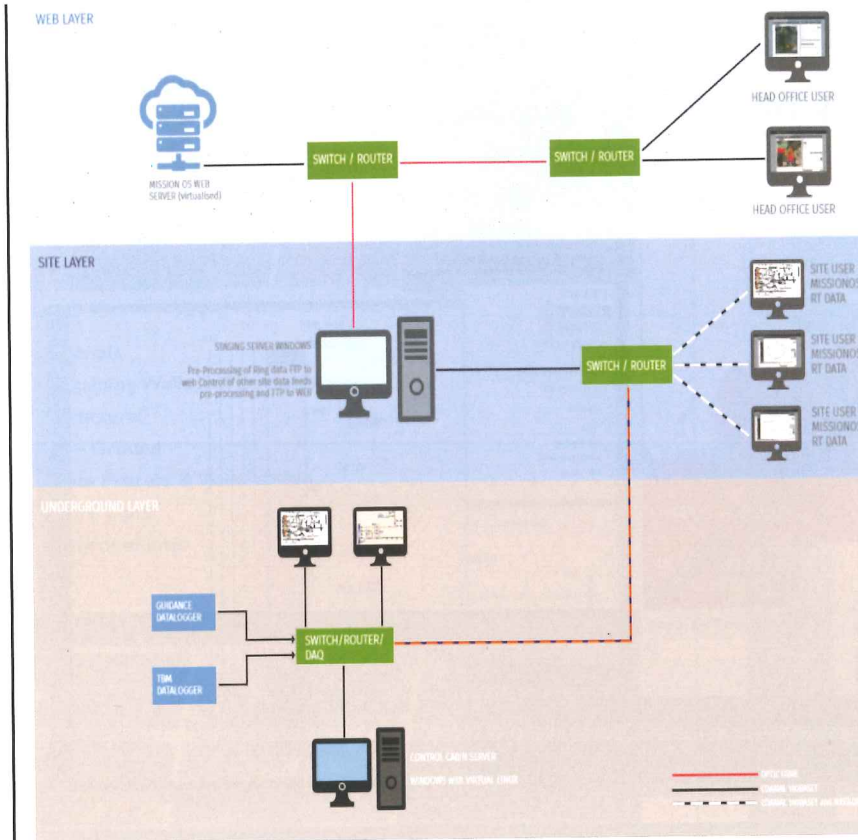 WEB LAYER
HEAD OFFICE USER
SWITCH / ROUTER
SWITCH / ROUTER
MISSION OS WEB
SERVER (virtualised)
HEAD OFFICE USER
SITE LAYER
SITE USER
MISSIONOS
RT DATA
STAGING SERVER WINDOWS
Pre-Processing of Ring data FTP to
web Control of other site data feeds
pre-processing and FTP to WEB
SWITCH / ROUTER
SITE USER
MISSIONOS
RT DATA
SITE USER
MISSIONOS
RT DATA
UNDERGROUND LAYER
GUIDANCE
DATALOGGER
SWITCH/ROUTER/
DAQ
TBM
DATALOGGER
CONTROL CABIN SERVER
WINDOWS WITH VIRTUAL